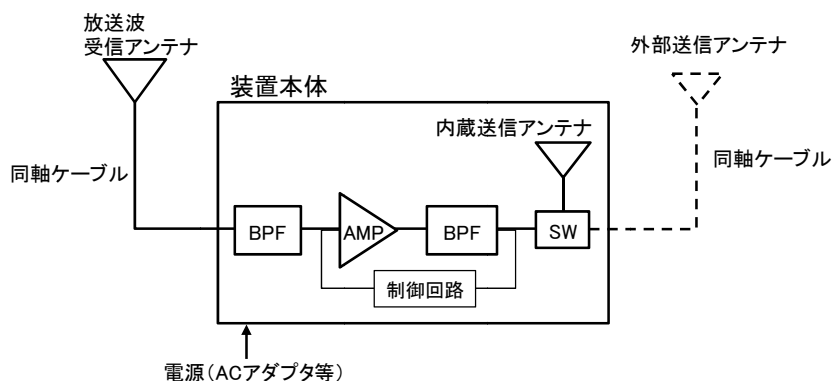 放送波
受信アンテナ
外部送信アンテナ
装置本体
内蔵送信アンテナ
同軸ケーブル
同軸ケーブル
BPF
AMP
BPF
SW
制御回路
電源(ACアダプタ等)